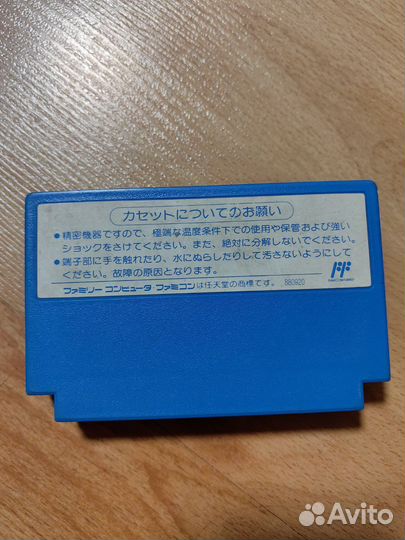 カセットについてのお願い
●精密機器ですので、極端な温度条件下での使用や保管および強い
ショックをさけてください。また、絶対に分解しないでください。
●端子部に手を触れたり、水にぬらしたりして汚さないようにして
ください。故障の原因となります。
ファミリー コンピュータ・ファミコンは任天堂の商標です。 880920
Avito